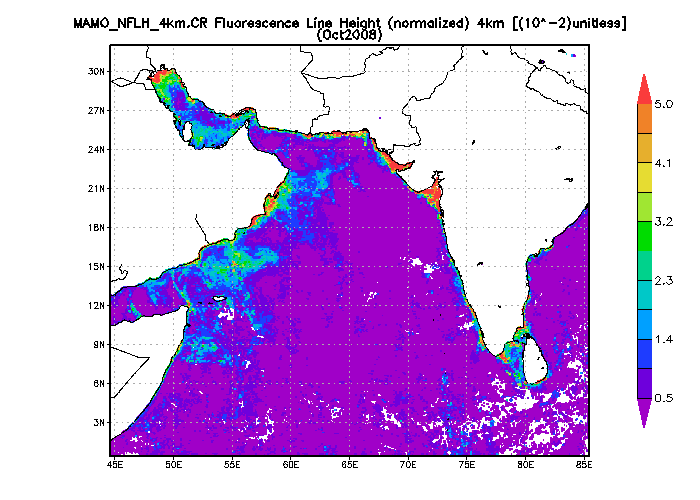 MAMO_NFLH_4km.CR Fluorescence Line Height (normalized) 4km [(10^-2)unitless]
(Oct2008)
30N
27N
24N
21N
18N
15N
12N
9N
6N
3N
45E 50E 55E 60E 65E 70E 75E 80E 85E
5.0
4.1
3.2
2.3
1.4
0.5